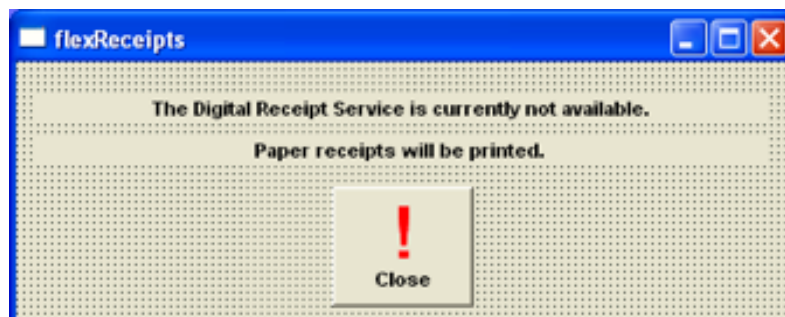 flexReceipts
The Digital Receipt Service is currently not available.
Paper receipts will be printed.
!
Close